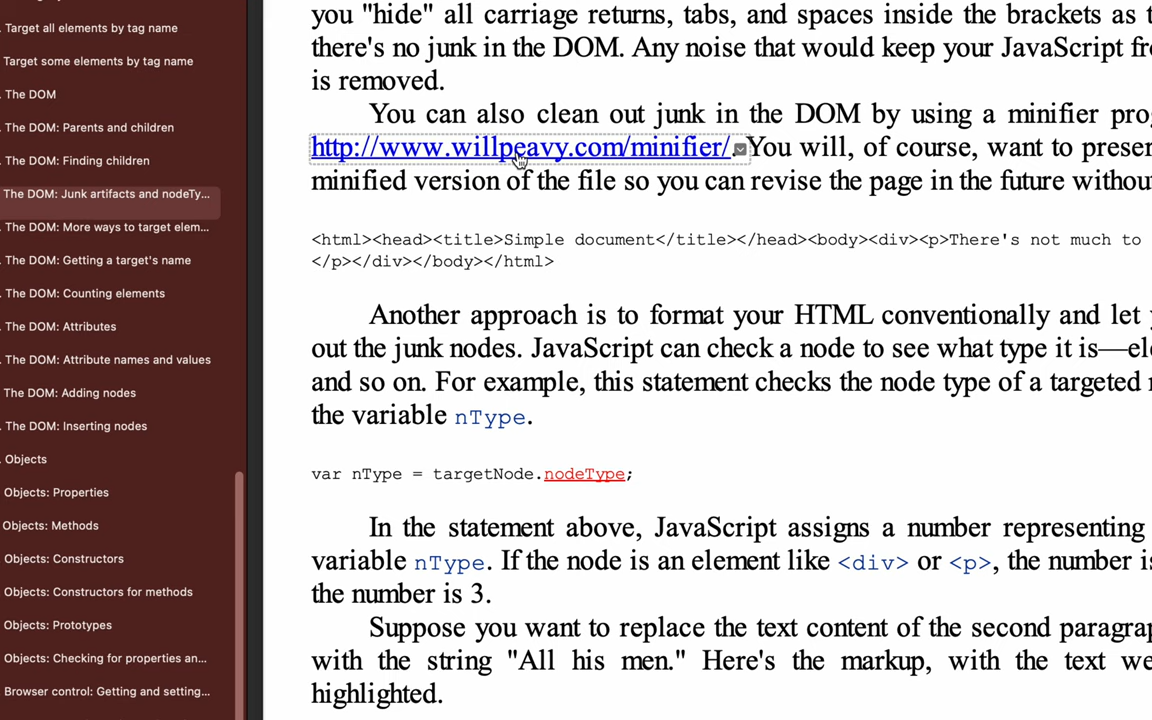 Target all elements by tag name
Target some elements by tag name
. The DOM
. The DOM: Parents and children
. The DOM: Finding children
The DOM: Junk artifacts and nodeTy...
. The DOM: More ways to target elem...
. The DOM: Getting a target's name
. The DOM: Counting elements
. The DOM: Attributes
. The DOM: Attribute names and values
The DOM: Adding nodes
. The DOM: Inserting nodes
. Objects
Objects: Properties
Objects: Methods
Objects: Constructors
Objects: Constructors for methods
Objects: Prototypes
Objects: Checking for properties an...
Browser control: Getting and setting...
you "hide" all carriage returns, tabs, and spaces inside the brackets as
there's no junk in the DOM. Any noise that would keep your JavaScript
is removed.
You can also clean out junk in the DOM by using a minifier
http://www.willpeavy.com/minifier/. You will, of course, want to
minified version of the file so you can revise the page in the future
<html><head><title>Simple document</title></head><body><div><p>There's not much to
</p></div></body></html>
Another approach is to format your HTML conventionally and let
out the junk nodes. JavaScript can check a node to see what type it is—
and so on. For example, this statement checks the node type of a targeted
the variable nType.
var nType = targetNode.nodeType;
In the statement above, JavaScript assigns a number representing
variable nType. If the node is an element like <div> or <p>, the number
the number is 3.
Suppose you want to replace the text content of the second
with the string "All his men." Here's the markup, with the text
highlighted.